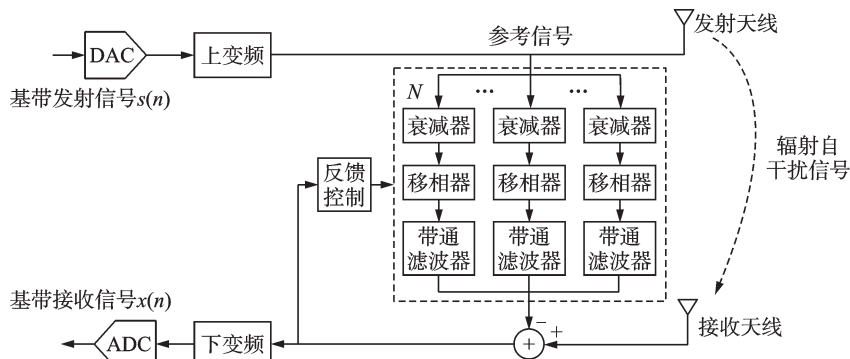 参考信号
发射天线
DAC
上变频
基带发射信号s(n)
N
...
...
衰减器
衰减器
衰减器
辐射自
干扰信号
反馈
控制
移相器
移相器
移相器
带通
滤波器
带通
滤波器
带通
滤波器
基带接收信号x(n)
− +
接收天线
ADC
下变频
+